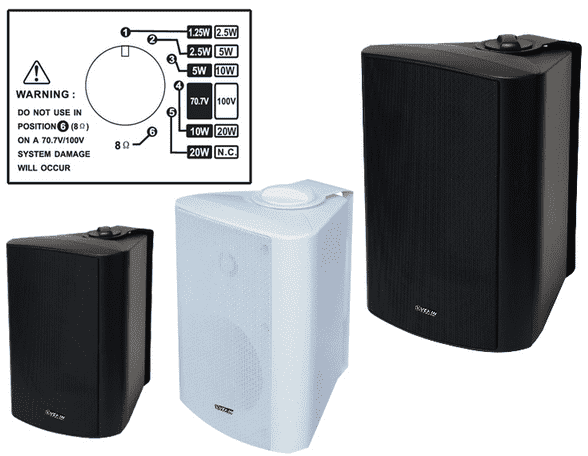 1 1.25W 2.5W
2 2.5W 5W
3 5W 10W
4 70.7V 100V
5 10W 20W
6 20W N.C.
8Ω
WARNING :
DO NOT USE IN
POSITION 6 (8Ω)
ON A 70.7V/100V
SYSTEM DAMAGE
WILL OCCUR